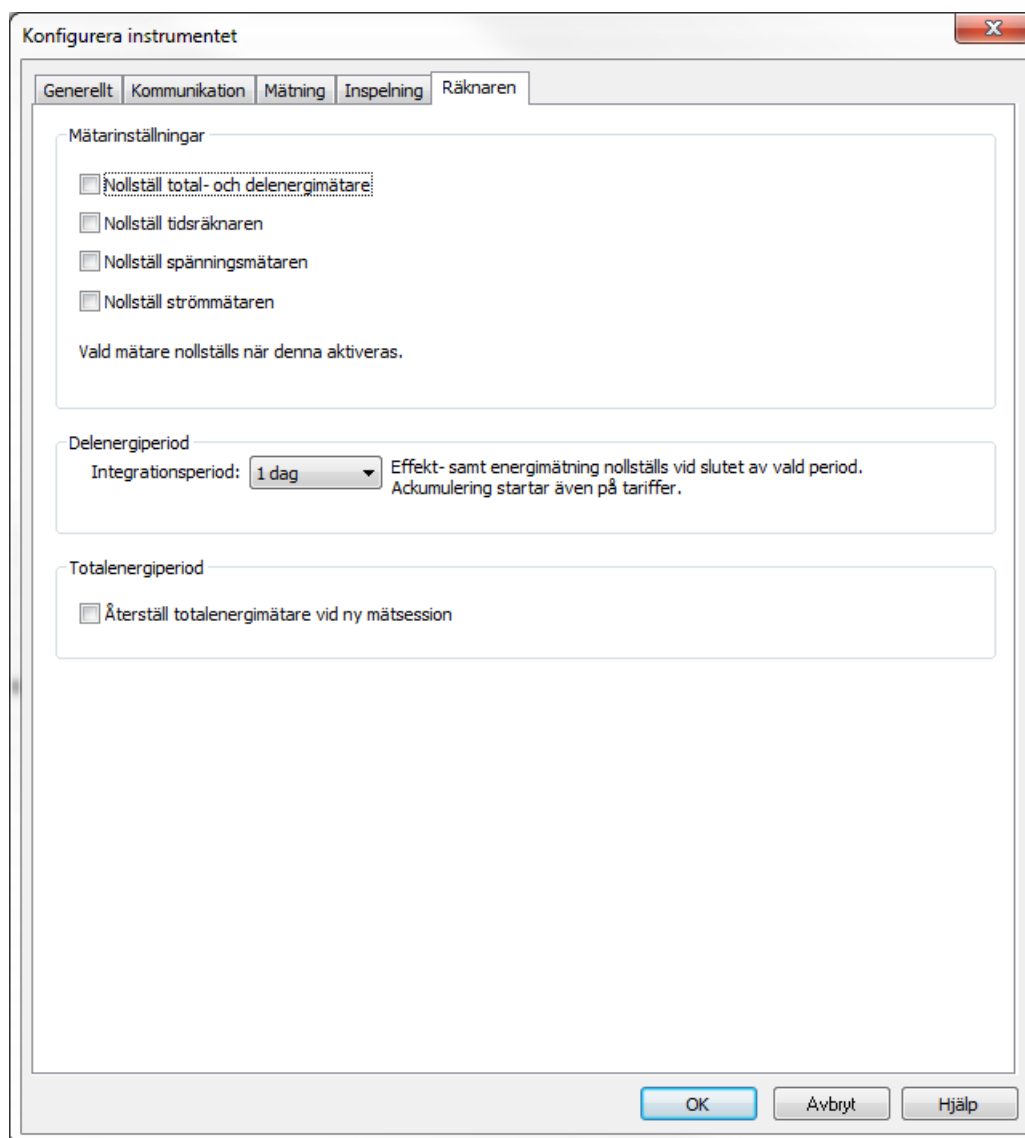 Konfigurera instrumentet
Generellt
Kommunikation
Mätning
Inspelning
Räknaren
Mätarinställningar
Nollställ total- och delenergimätare
Nollställ tidsräknaren
Nollställ spänningsmätaren
Nollställ strömmätaren
Vald mätare nollställs när denna aktiveras.
Delenergiperiod
Integrationsperiod:
1 dag
Effekt- samt energimätning nollställs vid slutet av vald period.
Ackumulering startar även på tariffer.
Totalenergiperiod
Återställ totalenergimätare vid ny mätsession
OK
Avbryt
Hjälp